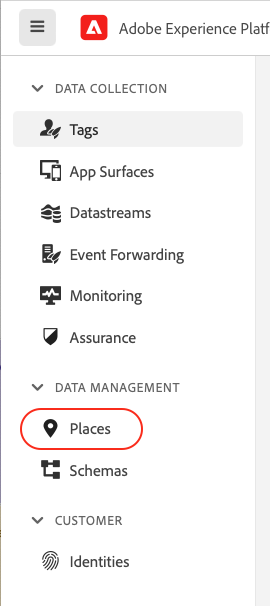 Adobe Experience Platf
DATA COLLECTION
Tags
App Surfaces
Datastreams
Event Forwarding
Monitoring
Assurance
DATA MANAGEMENT
Places
Schemas
CUSTOMER
Identities